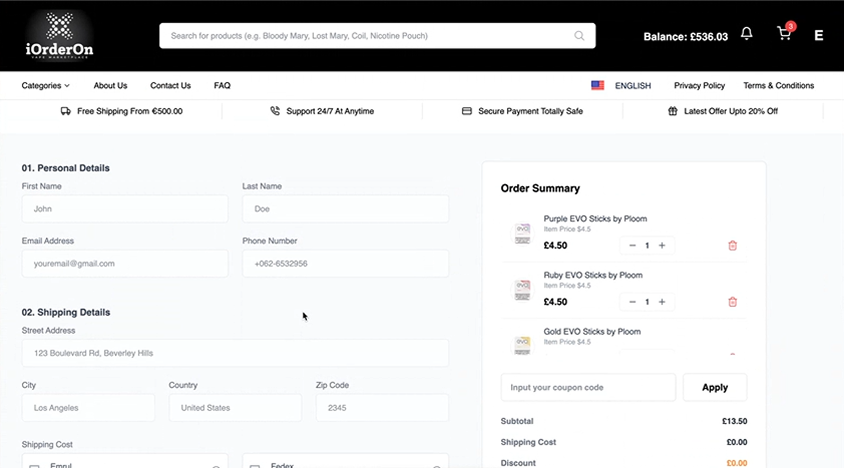 iOrderOn
VAPE MARKETPLACE
Search for products (e.g. Bloody Mary, Lost Mary, Coil, Nicotine Pouch)
Balance: £536.03
3
E
Categories
About Us
Contact Us
FAQ
ENGLISH
Privacy Policy
Terms & Conditions
Free Shipping From €500.00
Support 24/7 At Anytime
Secure Payment Totally Safe
Latest Offer Upto 20% Off
01. Personal Details
First Name
Last Name
John
Doe
Email Address
Phone Number
youremail@gmail.com
+062-6532956
02. Shipping Details
Street Address
123 Boulevard Rd, Beverley Hills
City
Country
Zip Code
Los Angeles
United States
2345
Shipping Cost
Emrul
Fedex
Order Summary
Purple EVO Sticks by Ploom
Item Price $4.5
£4.50
1
Ruby EVO Sticks by Ploom
Item Price $4.5
£4.50
1
Gold EVO Sticks by Ploom
Item Price $4.5
Input your coupon code
Apply
Subtotal
£13.50
Shipping Cost
£0.00
Discount
£0.00